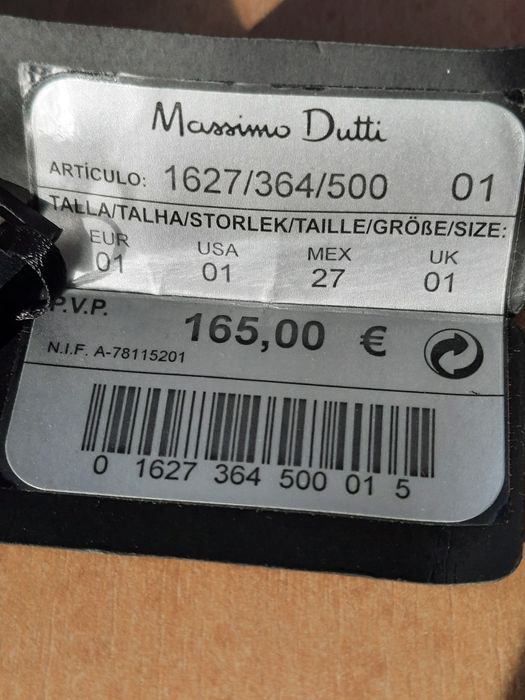 Massimo Dutti
ARTÍCULO: 1627/364/500 01
TALLA/TALHA/STORLEK/TAILLE/GRÖßE/SIZE:
EUR USA MEX UK
01 01 27 01
P.V.P. 165,00 €
N.I.F. A-78115201
0 1627 364 500 01 5